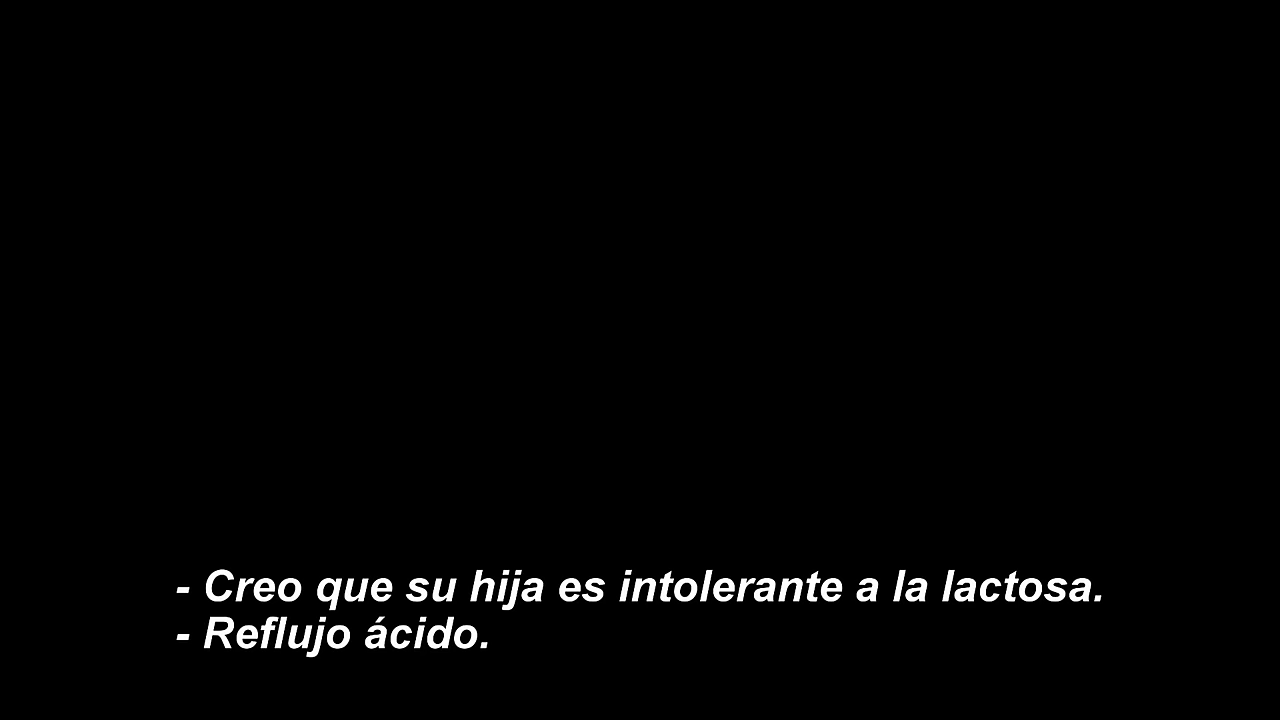 - Creo que su hija es intolerante a la lactosa.
- Reflujo ácido.